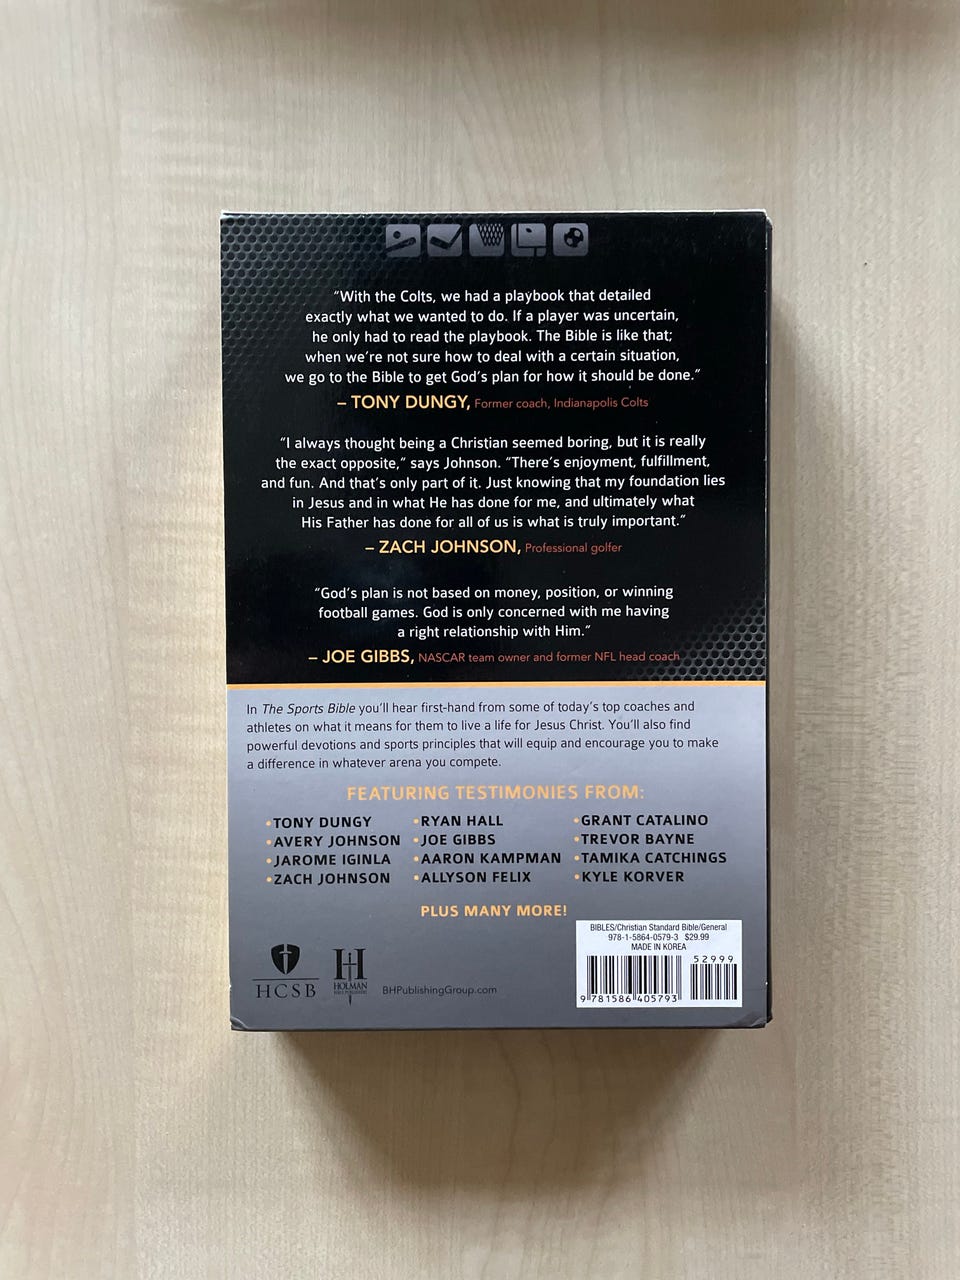 "With the Colts, we had a playbook that detailed
exactly what we wanted to do. If a player was uncertain,
he only had to read the playbook. The Bible is like that;
when we're not sure how to deal with a certain situation,
we go to the Bible to get God's plan for how it should be done."
– TONY DUNGY, Former coach, Indianapolis Colts
"I always thought being a Christian seemed boring, but it is really
the exact opposite," says Johnson. "There's enjoyment, fulfillment,
and fun. And that's only part of it. Just knowing that my foundation lies
in Jesus and in what He has done for me, and ultimately what
His Father has done for all of us is what is truly important."
– ZACH JOHNSON, Professional golfer
"God's plan is not based on money, position, or winning
football games. God is only concerned with me having
a right relationship with Him."
– JOE GIBBS, NASCAR team owner and former NFL head coach
In The Sports Bible you'll hear first-hand from some of today's top coaches and
athletes on what it means for them to live a life for Jesus Christ. You'll also find
powerful devotions and sports principles that will equip and encourage you to make
a difference in whatever arena you compete.
FEATURING TESTIMONIES FROM:
•TONY DUNGY
•AVERY JOHNSON
•JAROME IGINLA
•ZACH JOHNSON
•RYAN HALL
•JOE GIBBS
•AARON KAMPMAN
•ALLYSON FELIX
•GRANT CATALINO
•TREVOR BAYNE
•TAMIKA CATCHINGS
•KYLE KORVER
PLUS MANY MORE!
HCSB
H
HOLMAN
BIBLE PUBLISHERS
BHPublishingGroup.com
BIBLES/Christian Standard Bible/General
978-1-5864-0579-3 $29.99
MADE IN KOREA
52999
9 781586 405793